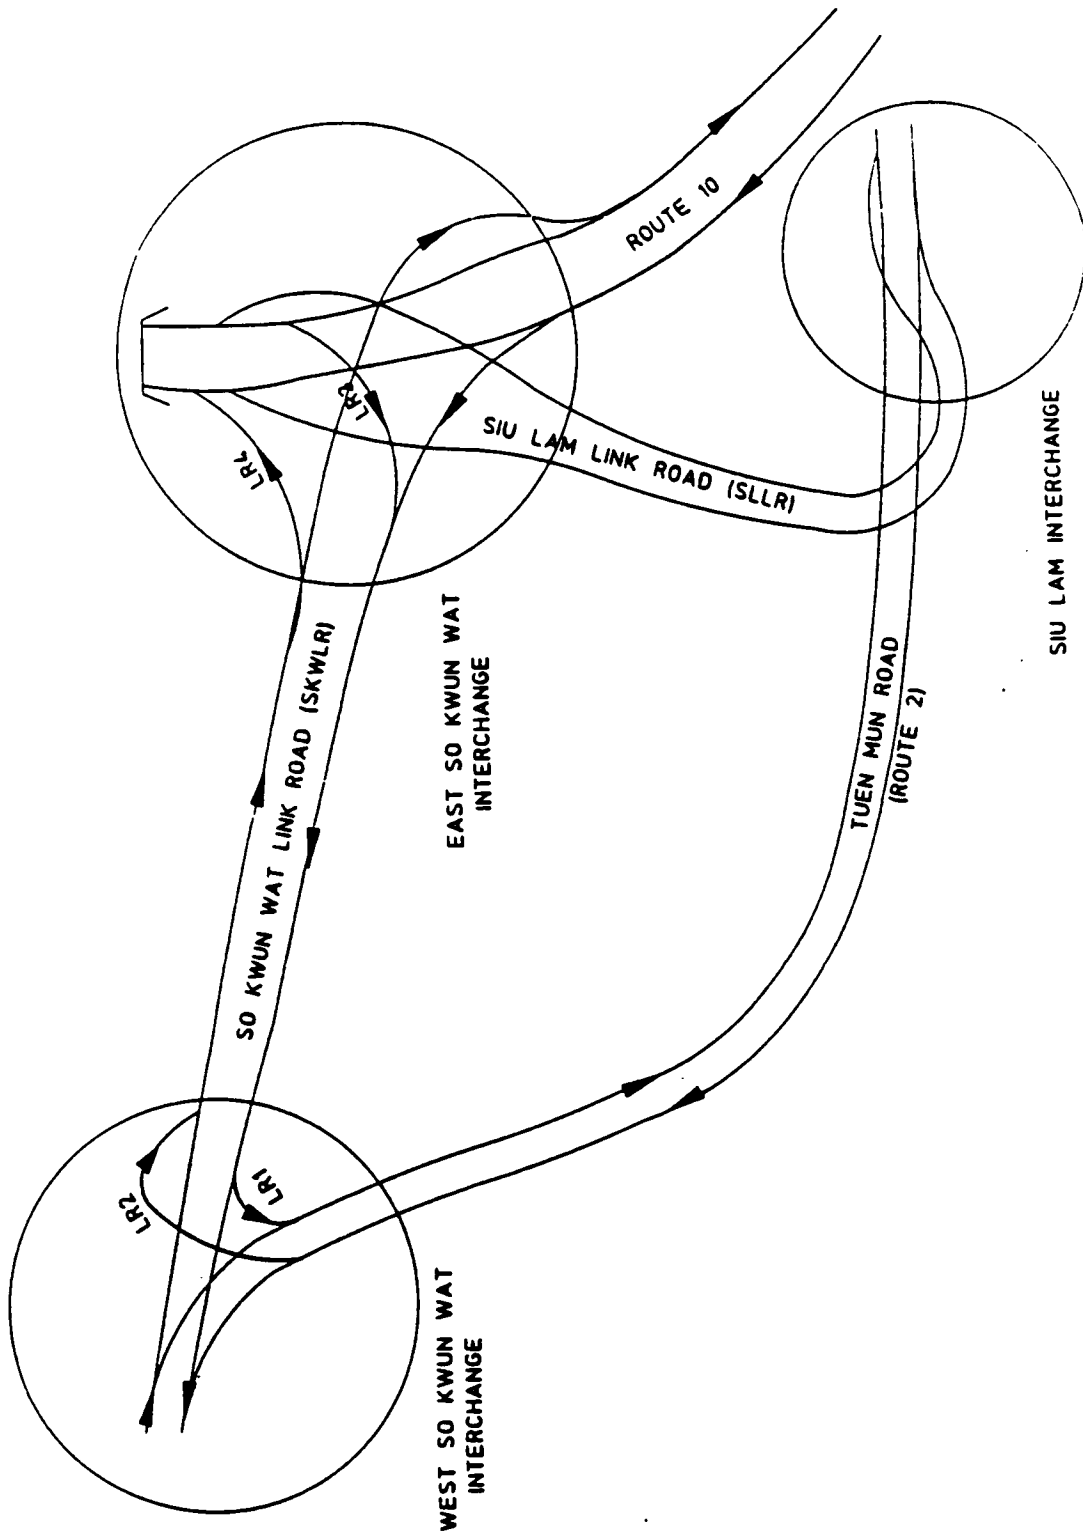 ROUTE 10
LR3
LR4
SIU LAM LINK ROAD (SLLR)
SO KWUN WAT LINK ROAD (SKWLR)
EAST SO KWUN WAT
INTERCHANGE
SIU LAM INTERCHANGE
TUEN MUN ROAD
(ROUTE 2)
LR2
LR1
WEST SO KWUN WAT
INTERCHANGE